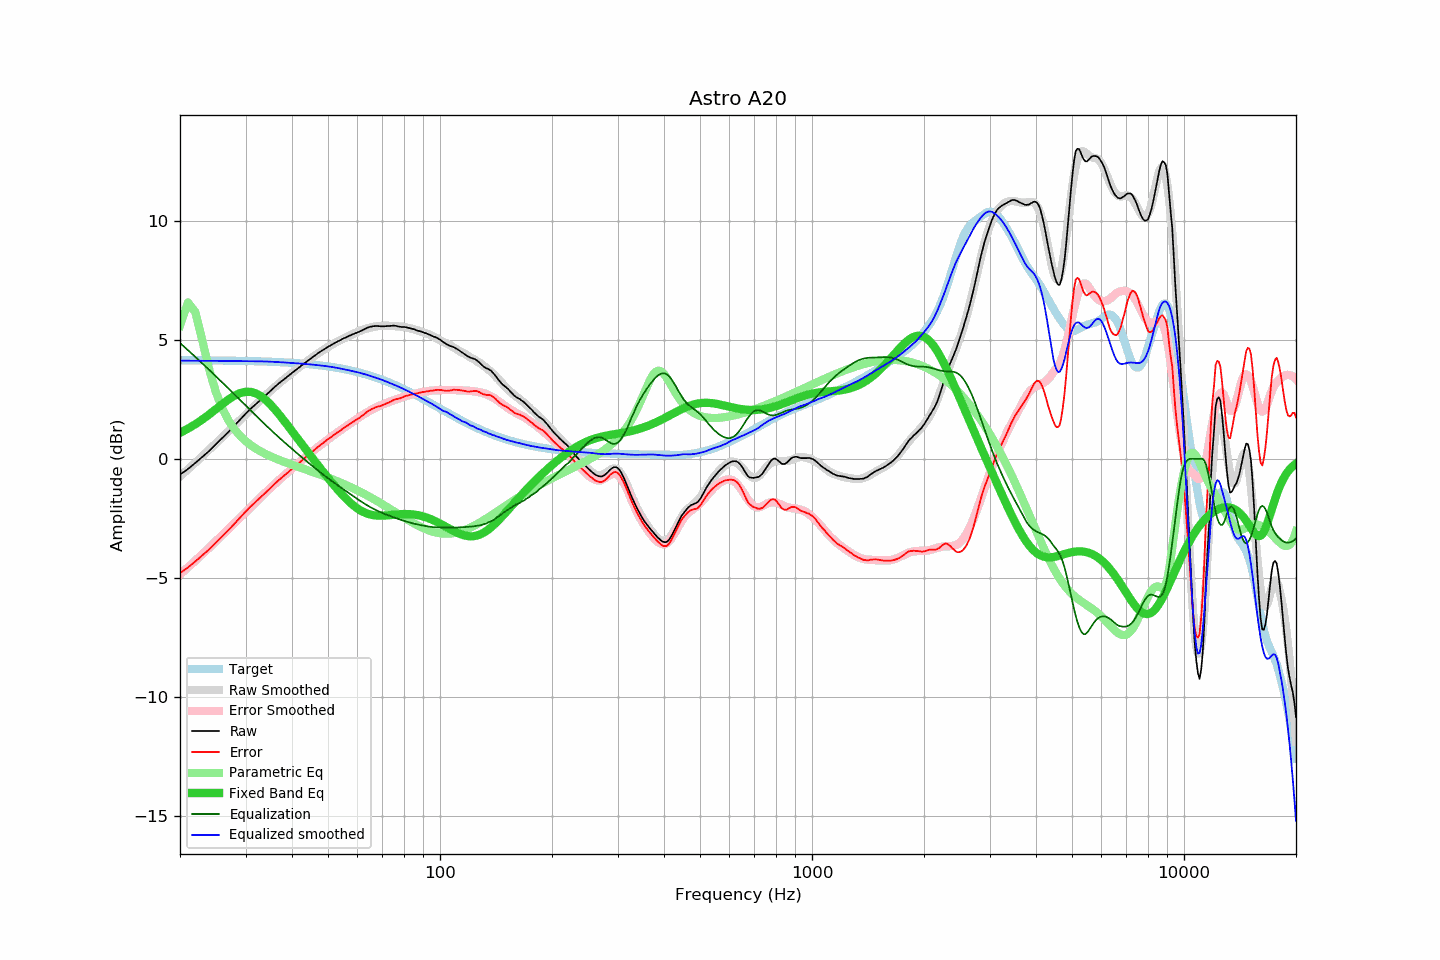 Astro A20
Amplitude (dBr)
10
5
0
−5
−10
−15
Target
Raw Smoothed
Error Smoothed
Raw
Error
Parametric Eq
Fixed Band Eq
Equalization
Equalized smoothed
100
1000
10000
Frequency (Hz)